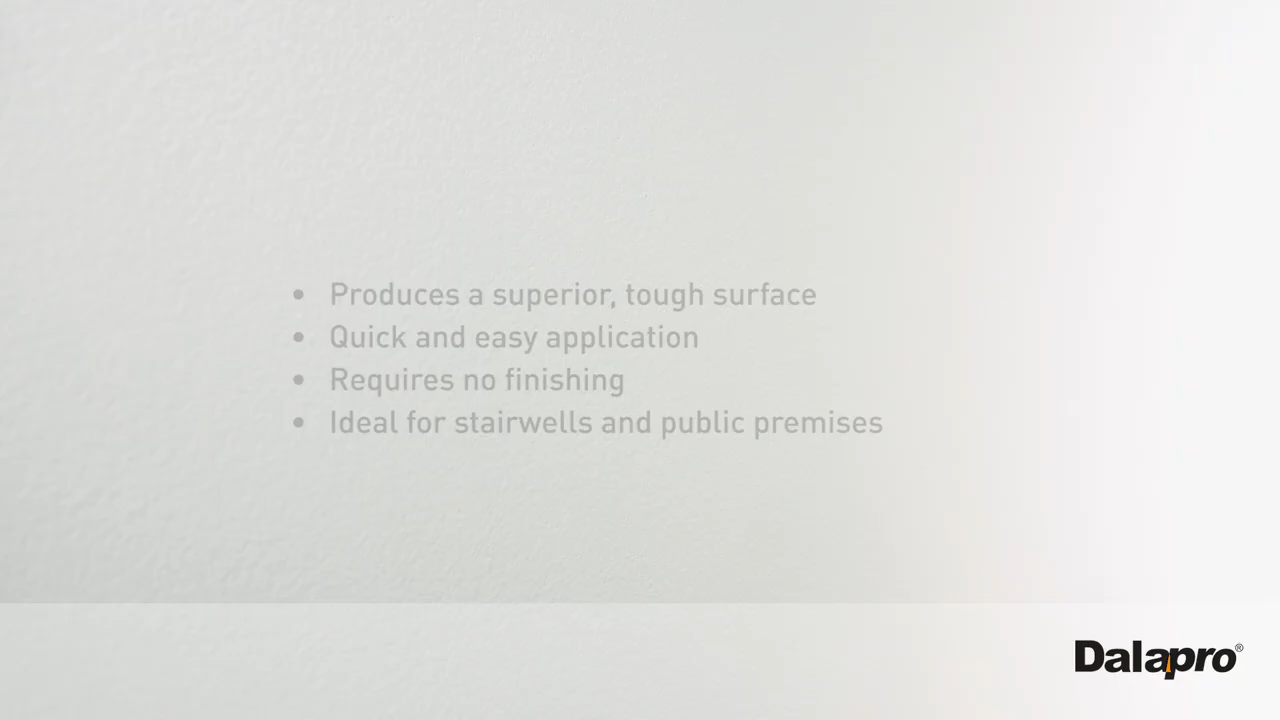 • Produces a superior, tough surface
• Quick and easy application
• Requires no finishing
• Ideal for stairwells and public premises
Dalapro®